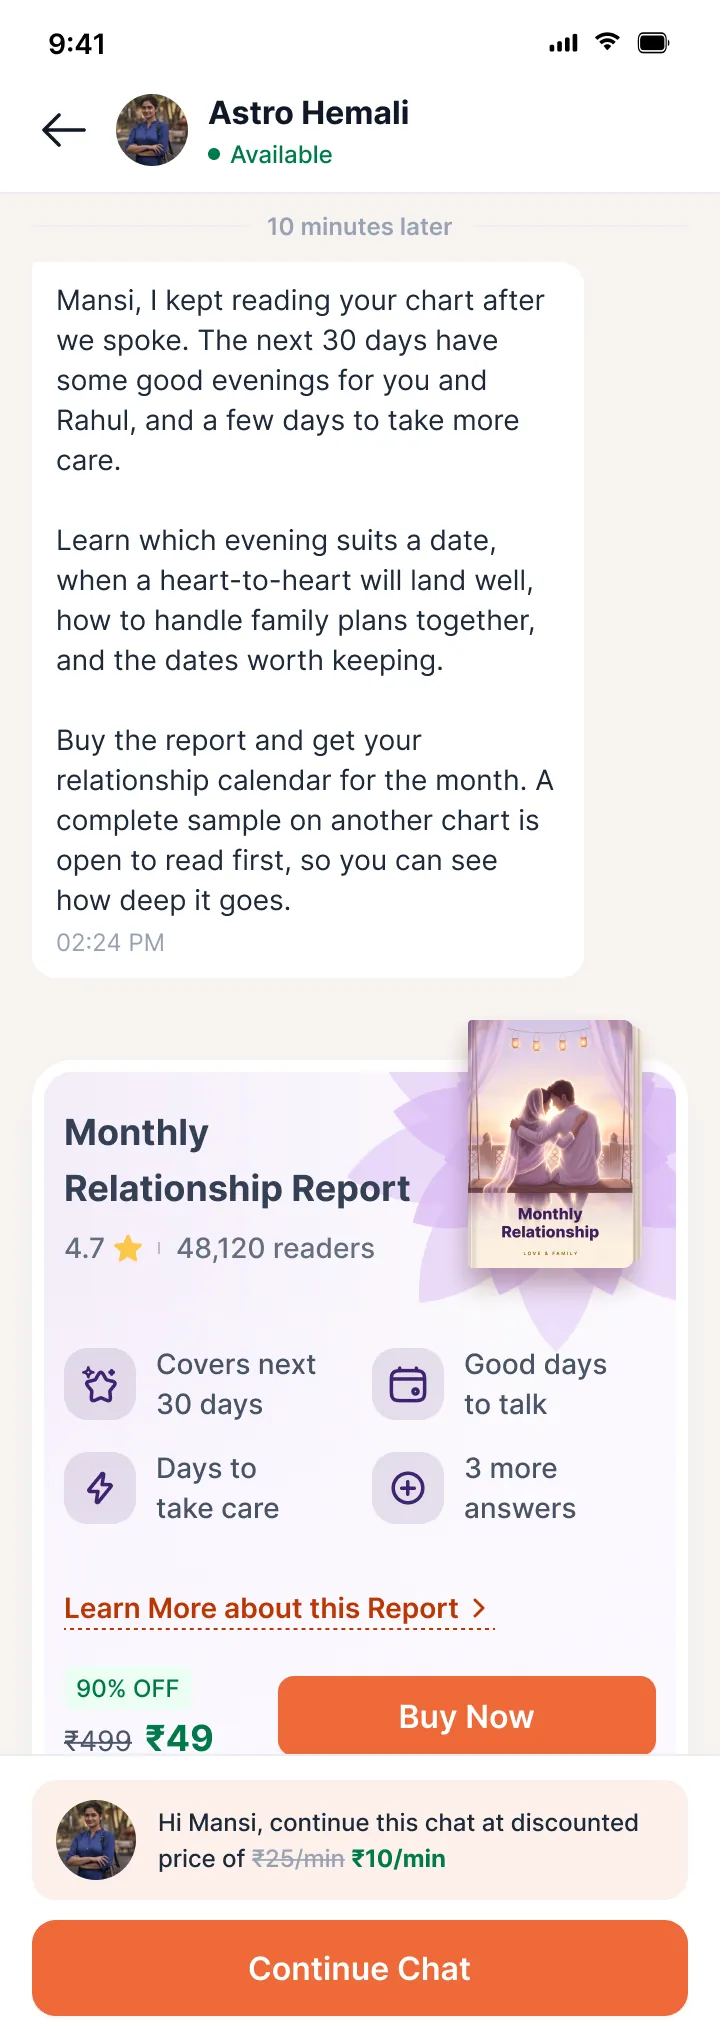 9:41
Astro Hemali
Available
10 minutes later
Mansi, I kept reading your chart after
we spoke. The next 30 days have
some good evenings for you and
Rahul, and a few days to take more
care.
Learn which evening suits a date,
when a heart-to-heart will land well,
how to handle family plans together,
and the dates worth keeping.
Buy the report and get your
relationship calendar for the month. A
complete sample on another chart is
open to read first, so you can see
how deep it goes.
02:24 PM
Monthly
Relationship Report
4.7 48,120 readers
Monthly
Relationship
LOVE & FAMILY
Covers next
30 days
Good days
to talk
Days to
take care
3 more
answers
Learn More about this Report
90% OFF
₹499 ₹49
Buy Now
Hi Mansi, continue this chat at discounted
price of ₹25/min ₹10/min
Continue Chat